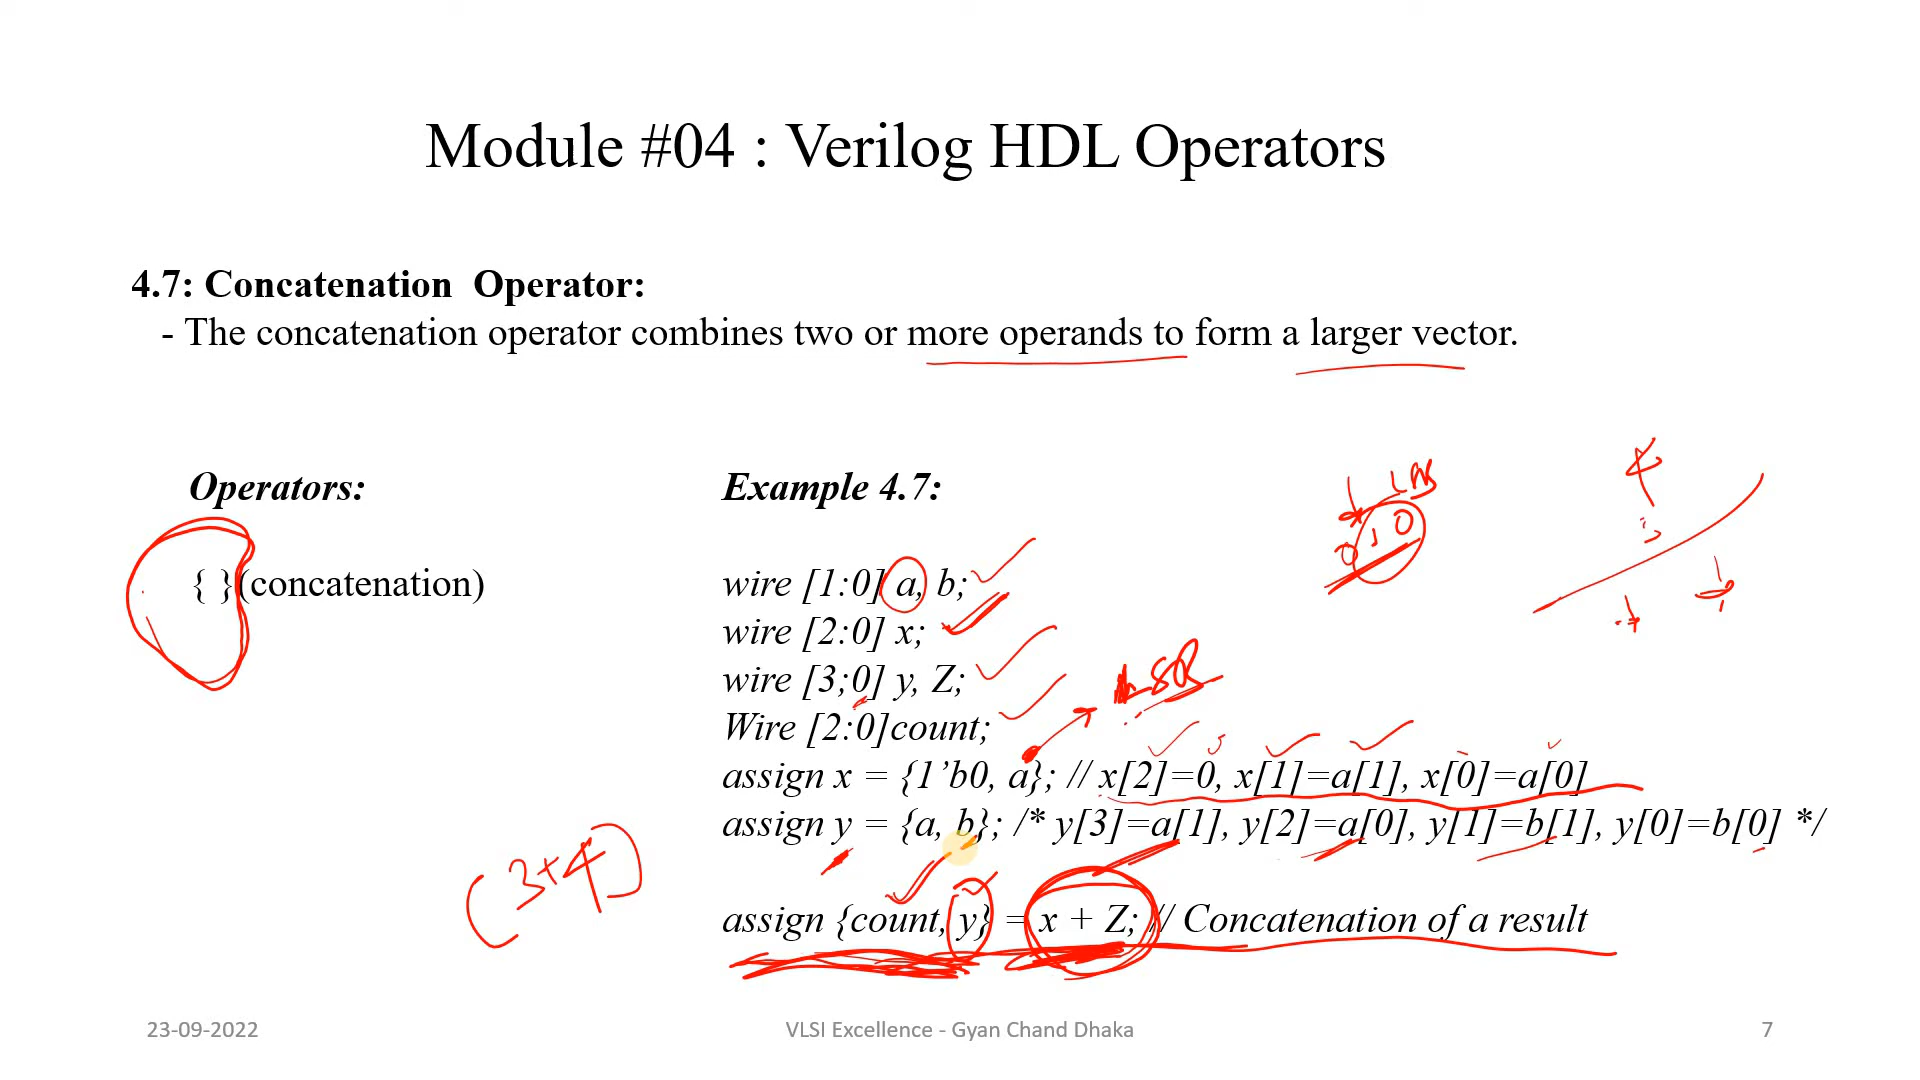 Module #04 : Verilog HDL Operators
4.7: Concatenation Operator:
- The concatenation operator combines two or more operands to form a larger vector.
Operators:
{ }(concatenation)
Example 4.7:
wire [1:0] a, b;
wire [2:0] x;
wire [3;0] y, Z;
Wire [2:0]count;
assign x = {1’b0, a}; // x[2]=0, x[1]=a[1], x[0]=a[0]
assign y = {a, b}; /* y[3]=a[1], y[2]=a[0], y[1]=b[1], y[0]=b[0] */
assign {count, y} = x + Z; // Concatenation of a result
0 1 0
(3+4)
23-09-2022
VLSI Excellence - Gyan Chand Dhaka
7